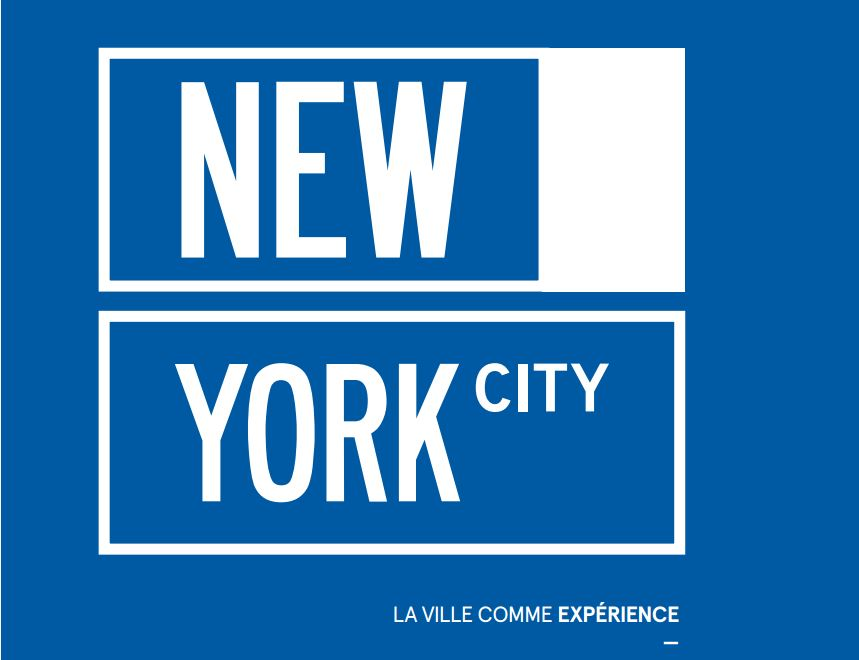 NEW
YORK CITY
LA VILLE COMME EXPÉRIENCE
—